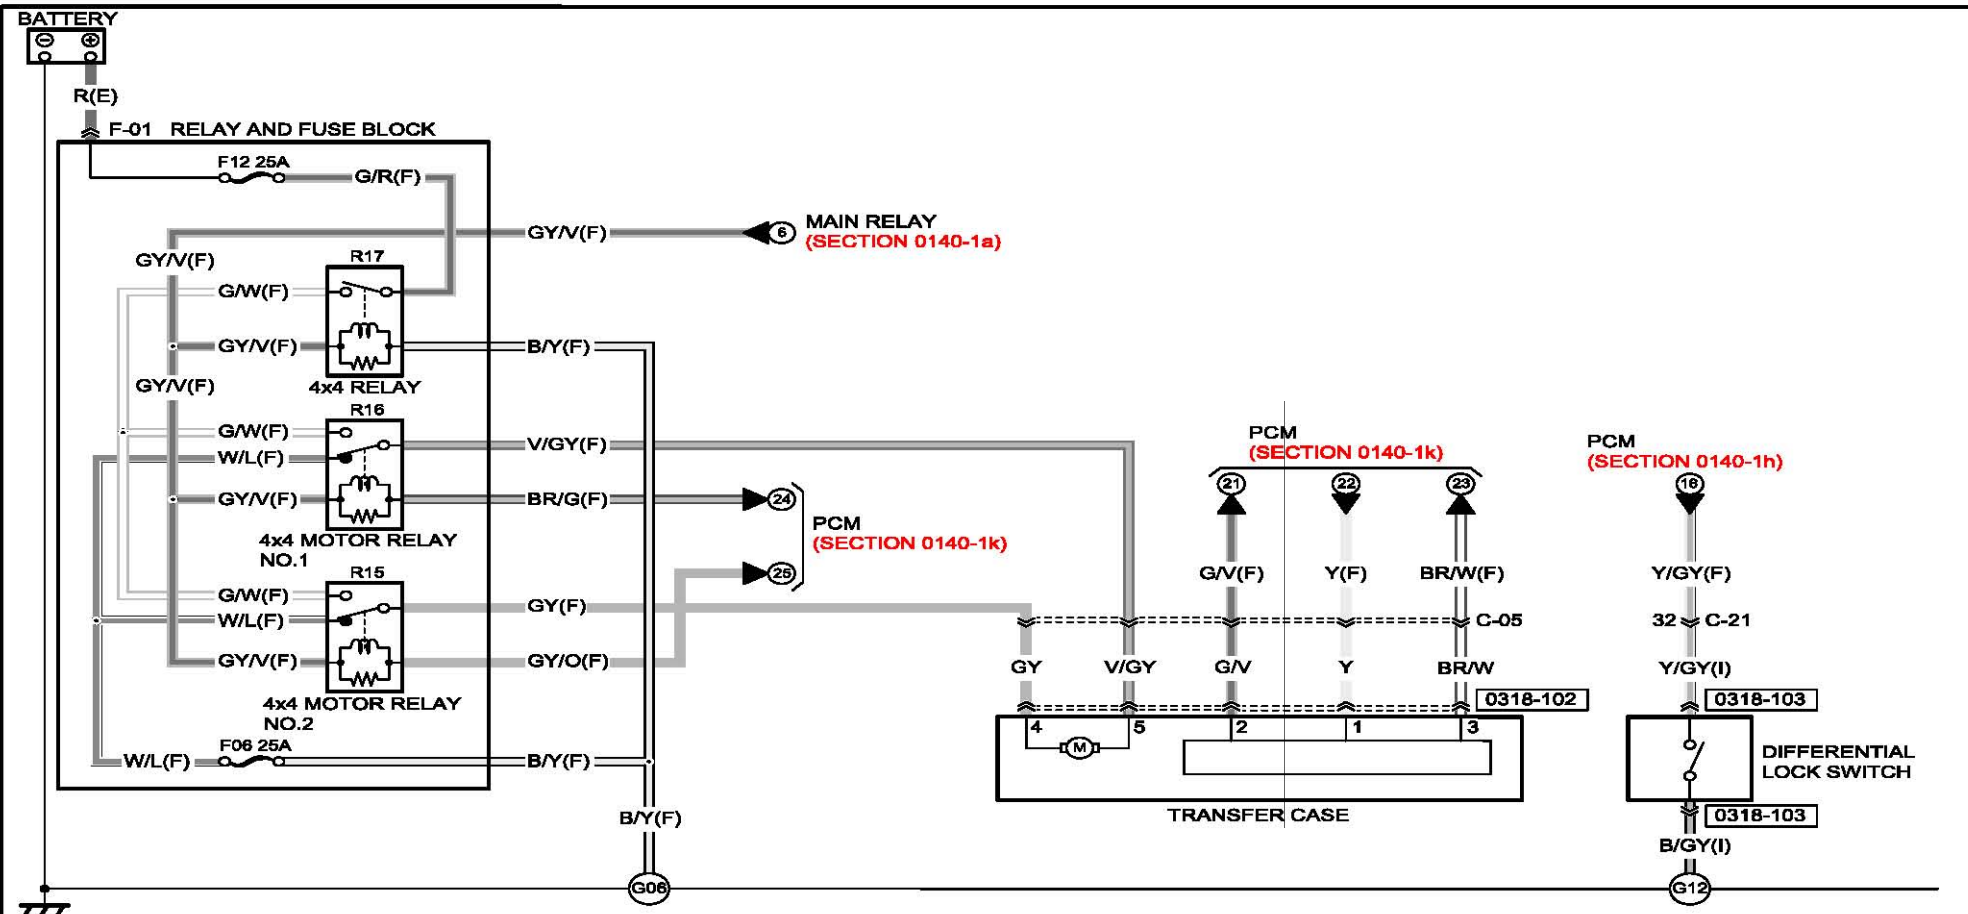 BATTERY
− +
R(E)
F-01 RELAY AND FUSE BLOCK
F12 25A
G/R(F)
GY/V(F)
6
MAIN RELAY
(SECTION 0140-1a)
GY/V(F)
R17
G/W(F)
GY/V(F)
B/Y(F)
4x4 RELAY
GY/V(F)
R16
G/W(F)
W/L(F)
V/GY(F)
GY/V(F)
BR/G(F)
24
4x4 MOTOR RELAY
NO.1
PCM
(SECTION 0140-1k)
25
R15
G/W(F)
W/L(F)
GY(F)
GY/V(F)
GY/O(F)
4x4 MOTOR RELAY
NO.2
F06 25A
W/L(F)
B/Y(F)
B/Y(F)
G06
PCM
(SECTION 0140-1k)
21 22 23
G/V(F) Y(F) BR/W(F)
C-05
GY V/GY G/V Y BR/W
0318-102
4 5 2 1 3
M
TRANSFER CASE
PCM
(SECTION 0140-1h)
16
Y/GY(F)
32 C-21
Y/GY(I)
0318-103
DIFFERENTIAL
LOCK SWITCH
0318-103
B/GY(I)
G12